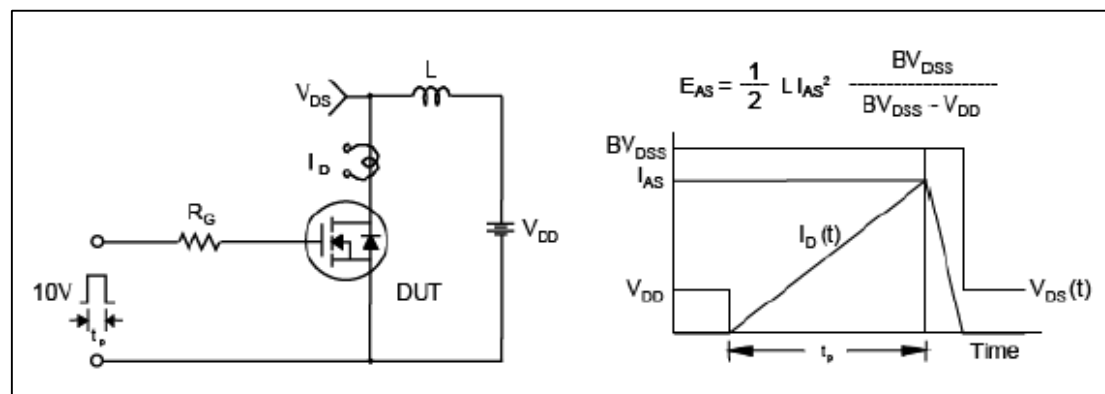 L
V_DS
I_D
R_G
V_DD
10V
t_p
DUT
E_AS = 1/2 L I_AS² BV_DSS / BV_DSS - V_DD
BV_DSS
I_AS
I_D (t)
V_DD
V_DS (t)
t_p
Time